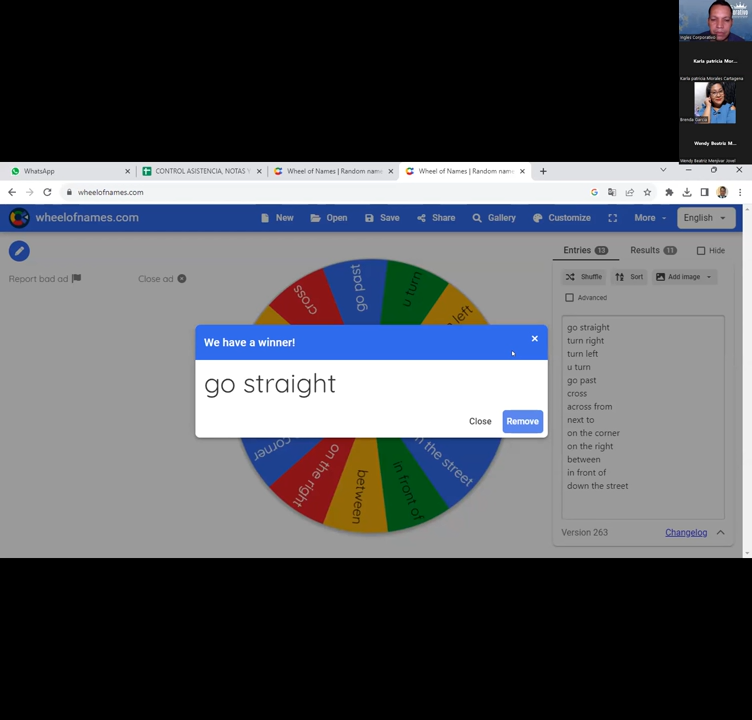 orativo
Ingles Corporativo
Karla patricia Mor...
Karla patricia Morales Cartagena
Brenda Garcia
Wendy Beatriz M...
Wendy Beatriz Menjivar Jovel
WhatsApp
CONTROL ASISTENCIA, NOTAS Y
Wheel of Names | Random name
Wheel of Names | Random name
wheelofnames.com
wheelofnames.com
New
Open
Save
Share
Gallery
Customize
More
English
Report bad ad
Close ad
Entries 13
Results 11
Hide
Shuffle
Sort
Add image
Advanced
cross
go past
u turn
left
We have a winner!
go straight
Close
Remove
corner
on the right
between
in front of
n the street
go straight
turn right
turn left
u turn
go past
cross
across from
next to
on the corner
on the right
between
in front of
down the street
Version 263
Changelog